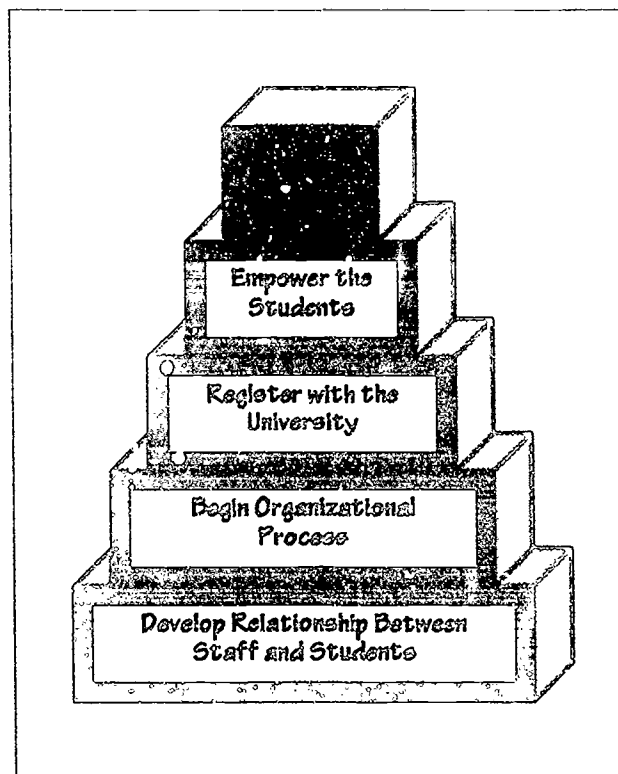 Empower the
Students
Register with the
University
Begin Organizational
Process
Develop Relationship Between
Staff and Students